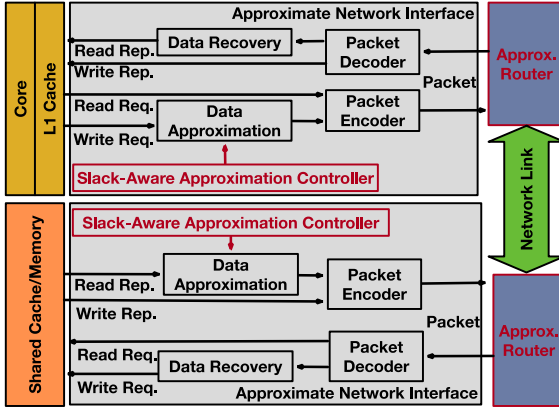 Approximate Network Interface
Core
L1 Cache
Read Rep.
Data Recovery
Packet
Decoder
Write Rep.
Approx.
Router
Packet
Read Req.
Data
Approximation
Packet
Encoder
Write Req.
Slack-Aware Approximation Controller
Network Link
Shared Cache/Memory
Slack-Aware Approximation Controller
Read Rep.
Data
Approximation
Packet
Encoder
Write Rep.
Packet
Approx.
Router
Read Req.
Data Recovery
Packet
Decoder
Write Req.
Approximate Network Interface